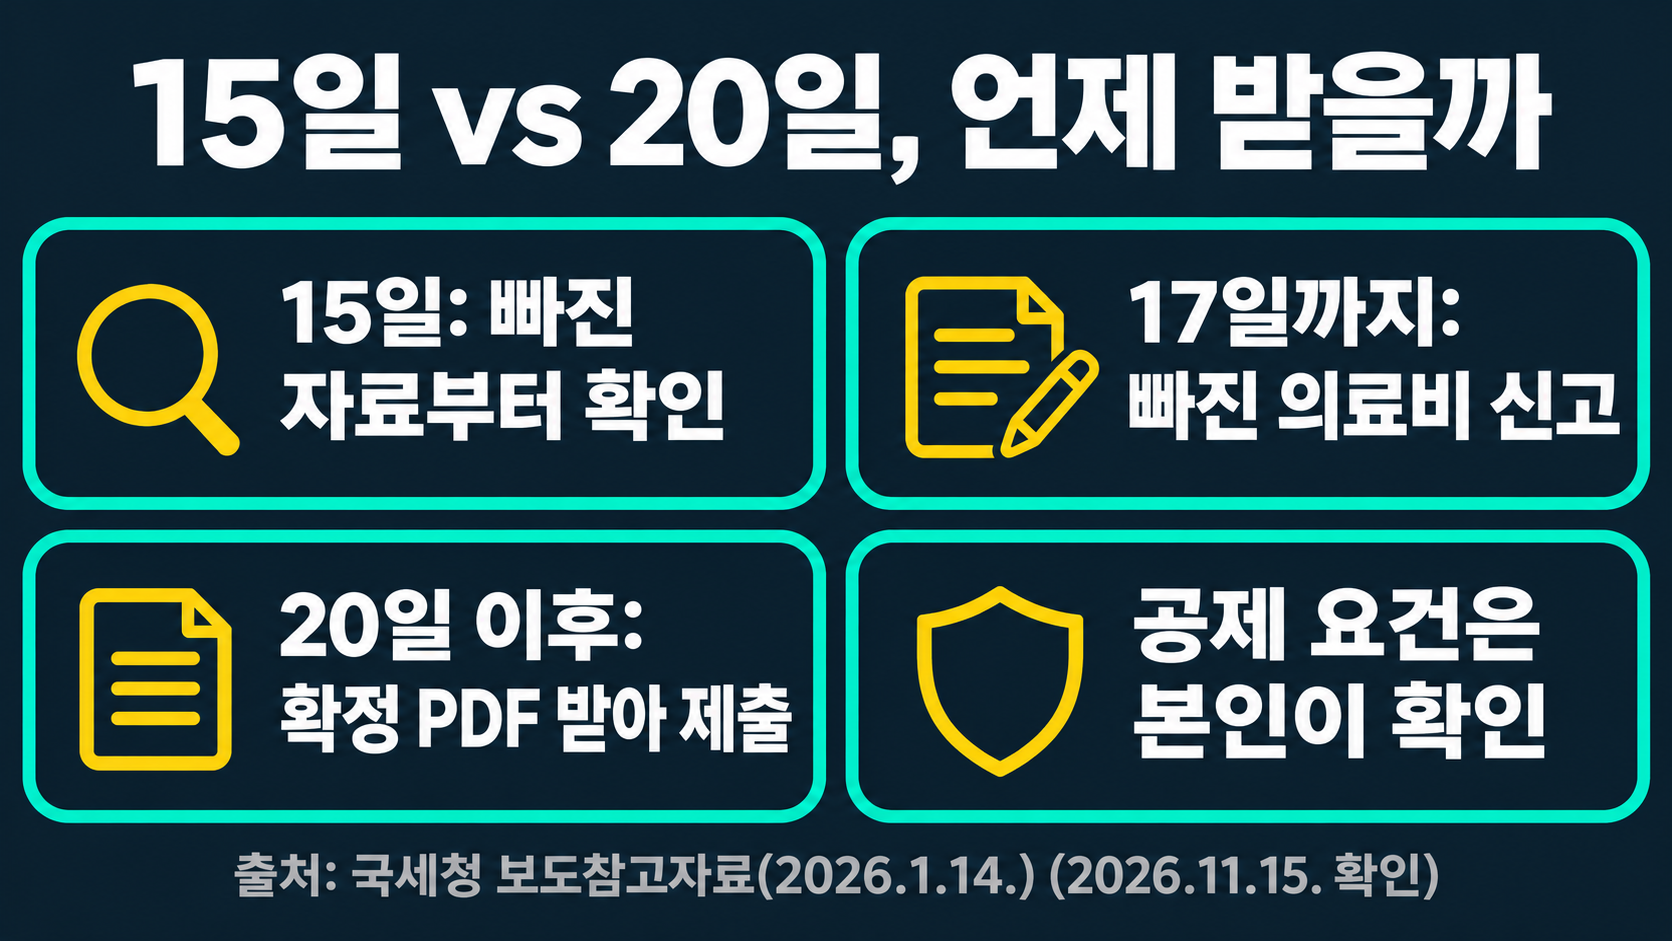 15일 vs 20일, 언제 받을까
15일: 빠진
자료부터 확인
17일까지:
빠진 의료비 신고
20일 이후:
확정 PDF 받아 제출
공제 요건은
본인이 확인
출처: 국세청 보도참고자료(2026.1.14.) (2026.11.15. 확인)